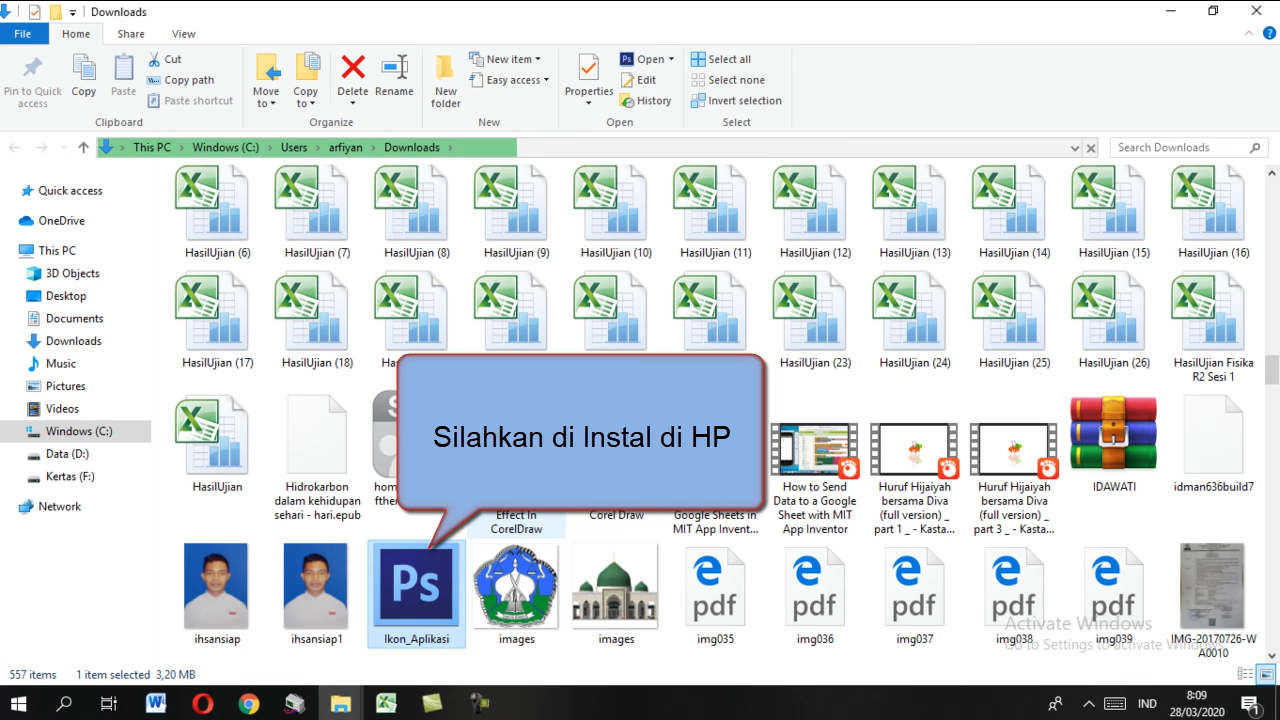 Downloads
File Home Share View
Pin to Quick access
Copy
Paste
Cut
Copy path
Paste shortcut
Clipboard
Move to
Copy to
Delete
Rename
Organize
New folder
New item
Easy access
New
Properties
Open
Edit
History
Open
Select all
Select none
Invert selection
Select
This PC Windows (C:) Users arfiyan Downloads
Search Downloads
Quick access
OneDrive
This PC
3D Objects
Desktop
Documents
Downloads
Music
Pictures
Videos
Windows (C:)
Data (D:)
Kertas (F:)
Network
HasilUjian (6) HasilUjian (7) HasilUjian (8) HasilUjian (9) HasilUjian (10) HasilUjian (11) HasilUjian (12) HasilUjian (13) HasilUjian (14) HasilUjian (15) HasilUjian (16)
HasilUjian (17) HasilUjian (18) HasilUjian (23) HasilUjian (24) HasilUjian (25) HasilUjian (26) HasilUjian Fisika
R2 Sesi 1
Silahkan di Instal di HP
HasilUjian
Hidrokarbon
dalam kehidupan
sehari - hari.epub
Effect In
CorelDraw
Corel Draw
Google Sheets in
MIT App Invent...
How to Send
Data to a Google
Sheet with MIT
App Inventor
Huruf Hijaiyah
bersama Diva
(full version) _
part 1 _ - Kasta...
Huruf Hijaiyah
bersama Diva
(full version) _
part 3 _ - Kasta...
IDAWATI
idman636build7
Ps
pdf pdf pdf pdf pdf
ihsansiap ihsansiap1 Ikon_Aplikasi images images img035 img036 img037 img038 img039 IMG-20170726-W
A0010
Activate Windows
Go to Settings to activate Windows.
557 items 1 item selected 3,20 MB
IND
8:09
28/03/2020